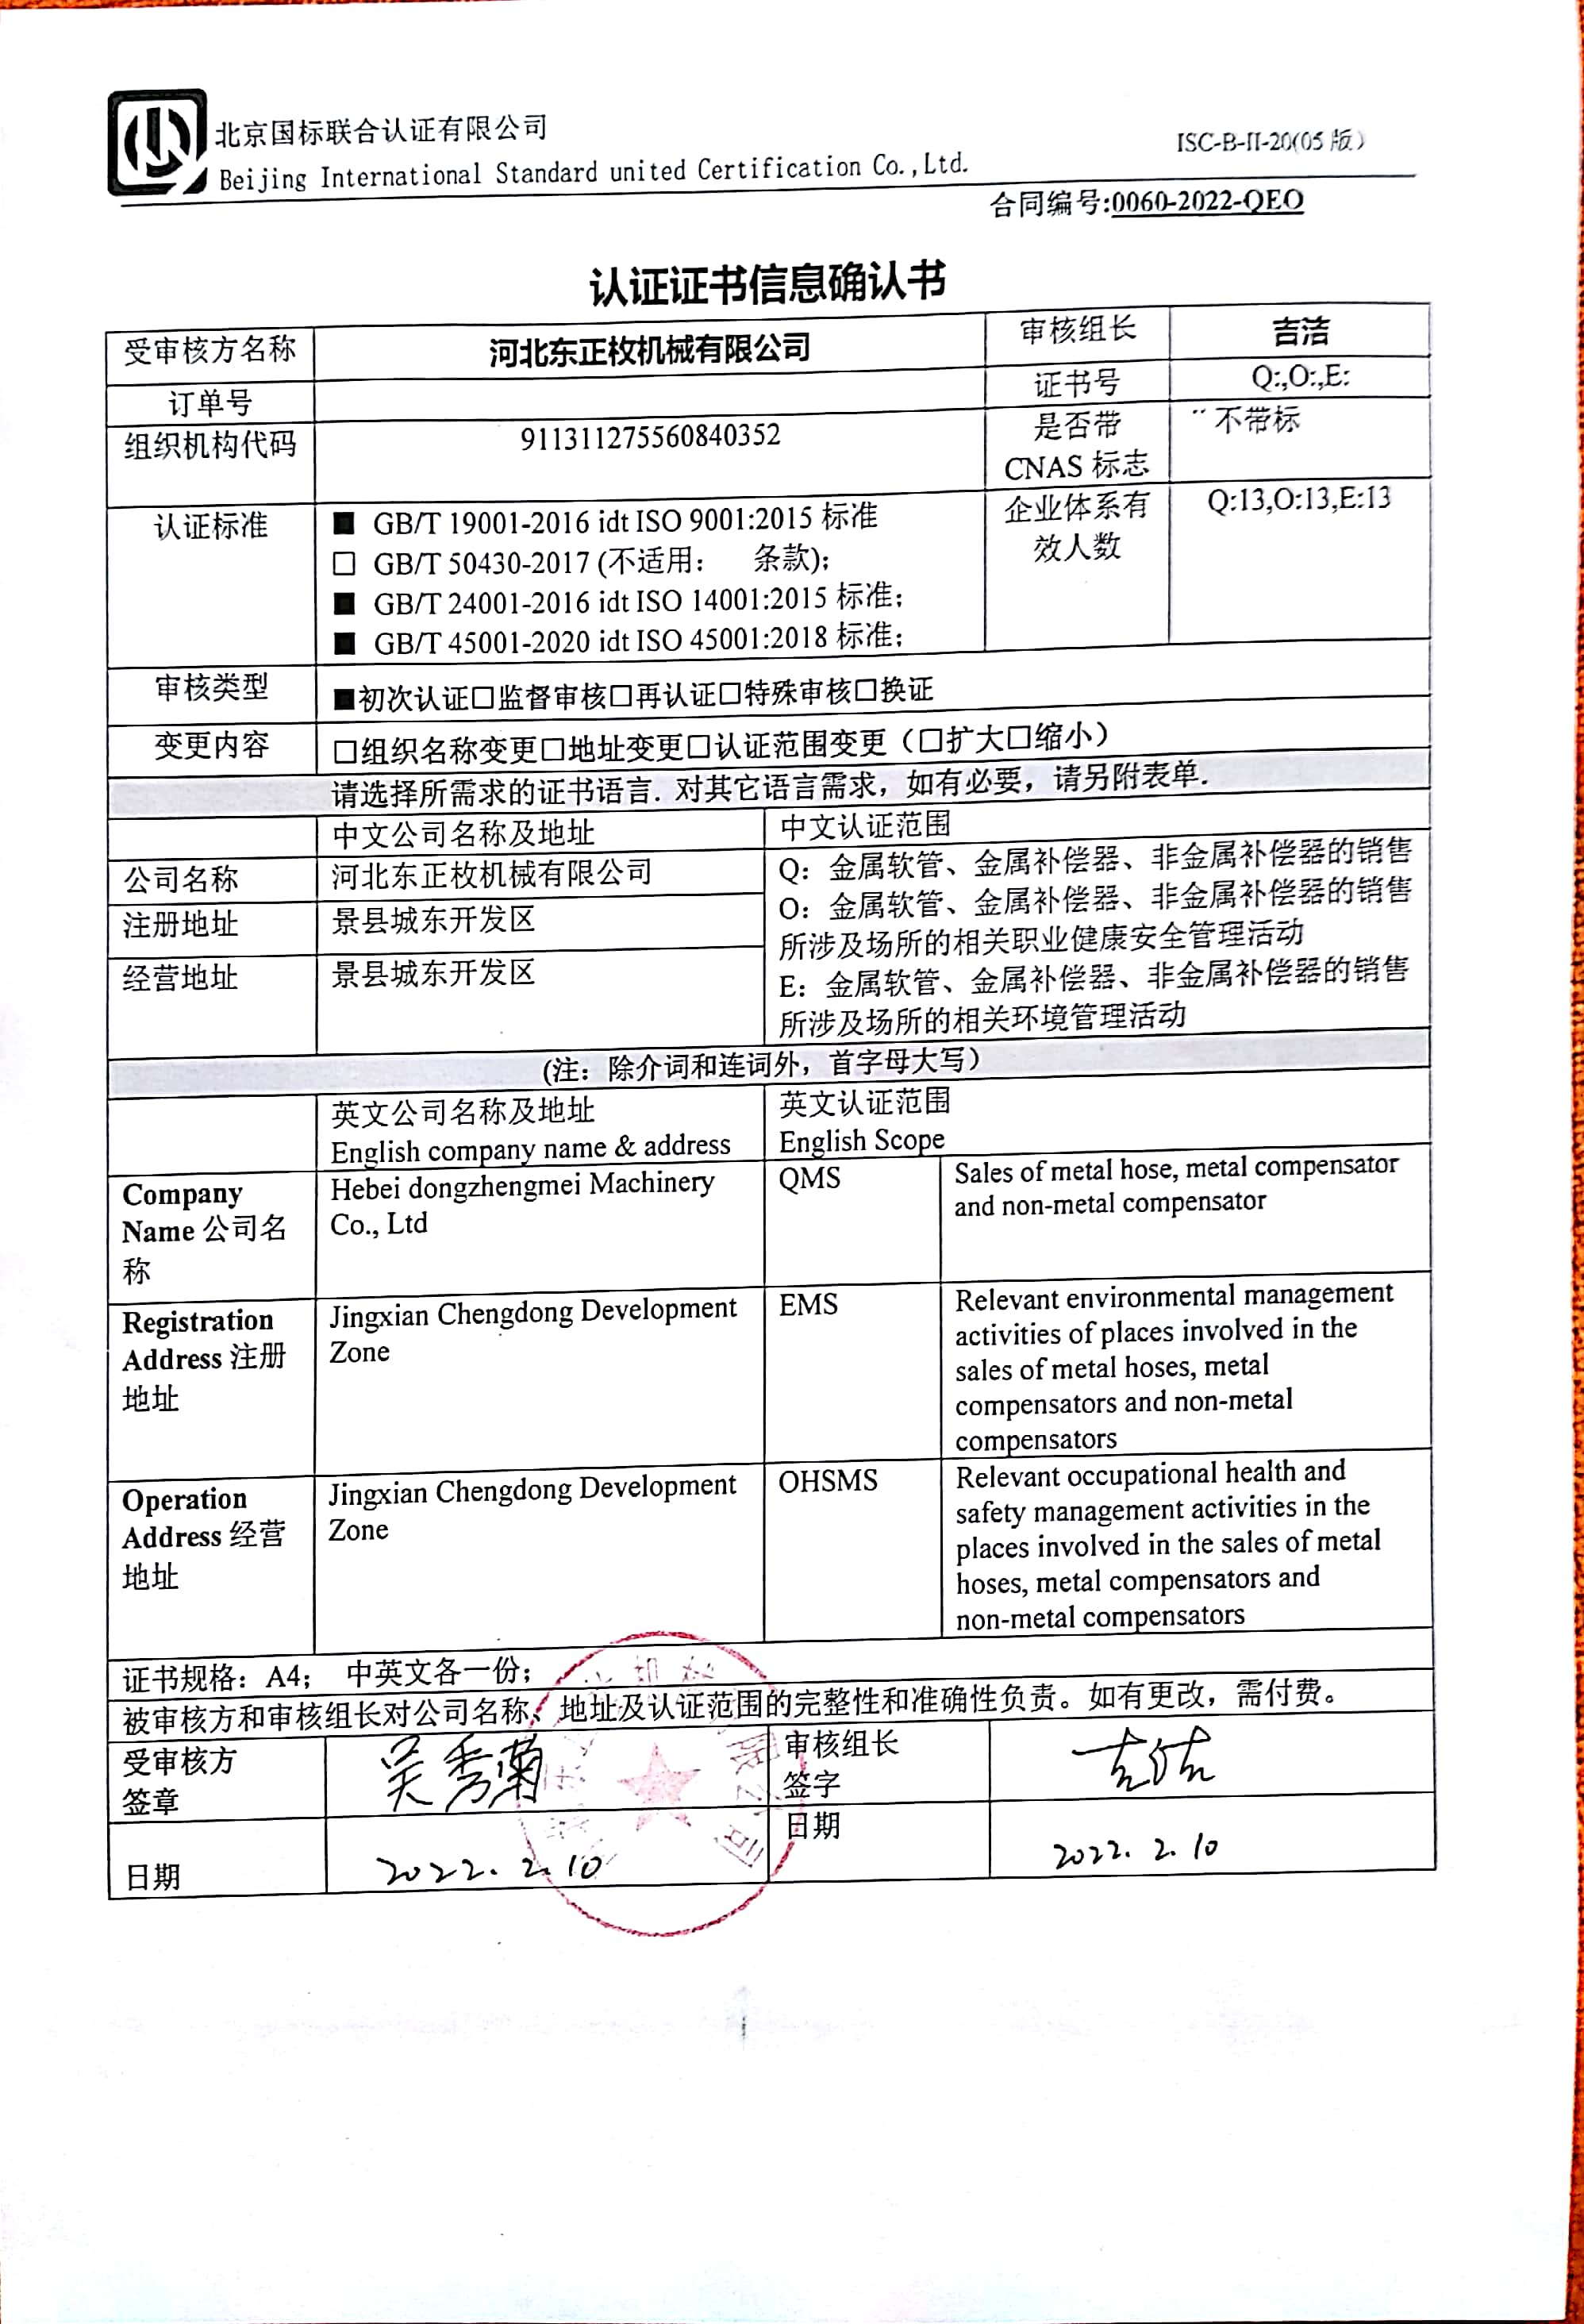 北京国标联合认证有限公司
Beijing International Standard united Certification Co.,Ltd.
ISC-B-II-20(05 版)
合同编号:0060-2022-QEO
认证证书信息确认书
受审核方名称 河北东正枚机械有限公司 审核组长 吉洁
订单号 证书号 Q:,O:,E:
组织机构代码 911311275560840352 是否带 ¨ 不带标
CNAS 标志
认证标准 ■ GB/T 19001-2016 idt ISO 9001:2015 标准 企业体系有 Q:13,O:13,E:13
□ GB/T 50430-2017 (不适用: 条款); 效人数
■ GB/T 24001-2016 idt ISO 14001:2015 标准;
■ GB/T 45001-2020 idt ISO 45001:2018 标准;
审核类型 ■初次认证□监督审核□再认证□特殊审核□换证
变更内容 □组织名称变更□地址变更□认证范围变更（□扩大□缩小）
请选择所需求的证书语言. 对其它语言需求，如有必要，请另附表单.
中文公司名称及地址 中文认证范围
公司名称 河北东正枚机械有限公司
注册地址 景县城东开发区
经营地址 景县城东开发区
Q：金属软管、金属补偿器、非金属补偿器的销售
O：金属软管、金属补偿器、非金属补偿器的销售
所涉及场所的相关职业健康安全管理活动
E：金属软管、金属补偿器、非金属补偿器的销售
所涉及场所的相关环境管理活动
(注：除介词和连词外，首字母大写)
英文公司名称及地址 英文认证范围
English company name & address English Scope
Company Hebei dongzhengmei Machinery QMS Sales of metal hose, metal compensator
Name 公司名 Co., Ltd and non-metal compensator
称
Registration Jingxian Chengdong Development EMS Relevant environmental management
Address 注册 Zone activities of places involved in the
地址 sales of metal hoses, metal
compensators and non-metal
compensators
Operation Jingxian Chengdong Development OHSMS Relevant occupational health and
Address 经营 Zone safety management activities in the
地址 places involved in the sales of metal
hoses, metal compensators and
non-metal compensators
证书规格：A4； 中英文各一份；
被审核方和审核组长对公司名称、地址及认证范围的完整性和准确性负责。如有更改，需付费。
受审核方 吴秀菊 审核组长 吉洁
签章 签字
日期 2022.2.10 日期 2022.2.10